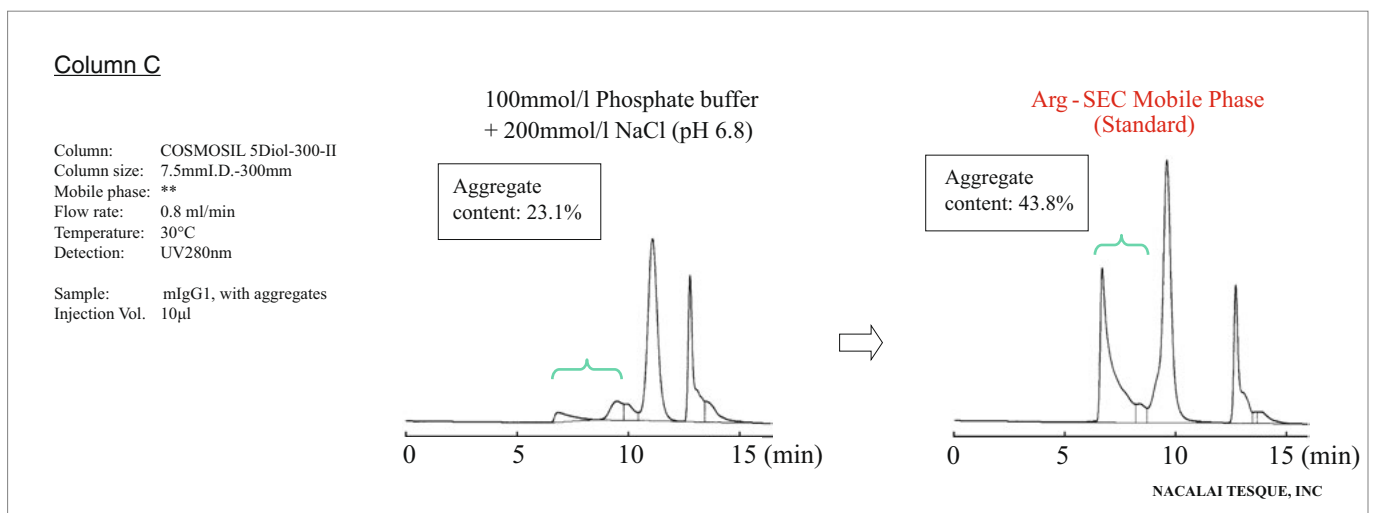 Column C
Column: COSMOSIL 5Diol-300-II
Column size: 7.5mmI.D.-300mm
Mobile phase: **
Flow rate: 0.8 ml/min
Temperature: 30°C
Detection: UV280nm
Sample: mIgG1, with aggregates
Injection Vol. 10μl
100mmol/l Phosphate buffer
+ 200mmol/l NaCl (pH 6.8)
Aggregate
content: 23.1%
0 5 10 15 (min)
Arg - SEC Mobile Phase
(Standard)
Aggregate
content: 43.8%
0 5 10 15 (min)
NACALAI TESQUE, INC